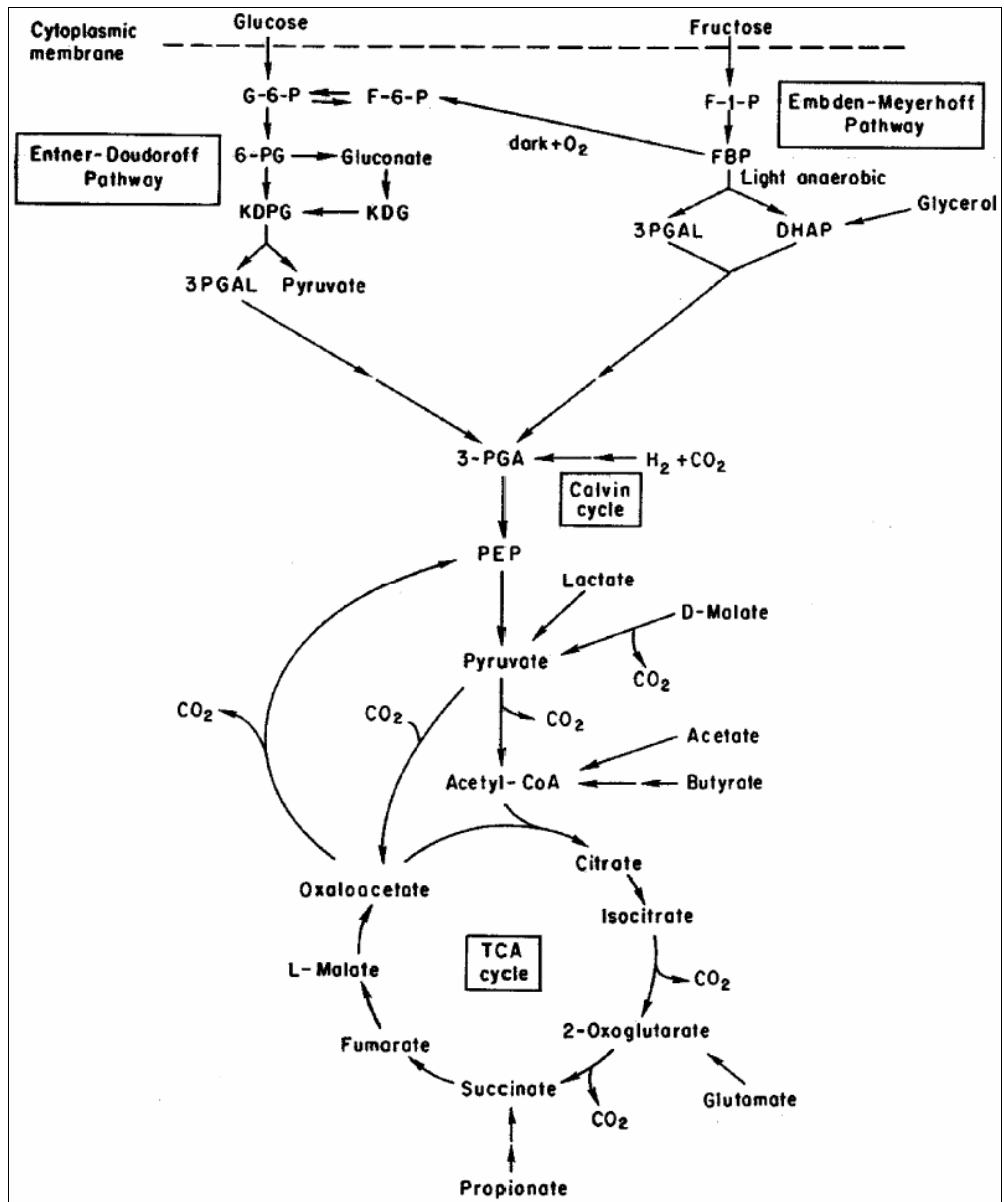 Cytoplasmic
membrane
Glucose
Fructose
G-6-P
F-6-P
F-1-P
Embden-Meyerhoff
Pathway
dark+O2
Entner-Doudoroff
Pathway
6-PG
Gluconate
FBP
Light anaerobic
KDPG
KDG
Glycerol
3PGAL
DHAP
3PGAL
Pyruvate
3-PGA
H2+CO2
Calvin
cycle
PEP
Lactate
D-Malate
Pyruvate
CO2
CO2
CO2
CO2
Acetate
Acetyl-CoA
Butyrate
Citrate
Oxaloacetate
Isocitrate
TCA
cycle
L-Malate
CO2
2-Oxoglutarate
Fumarate
Succinate
CO2
Glutamate
Propionate